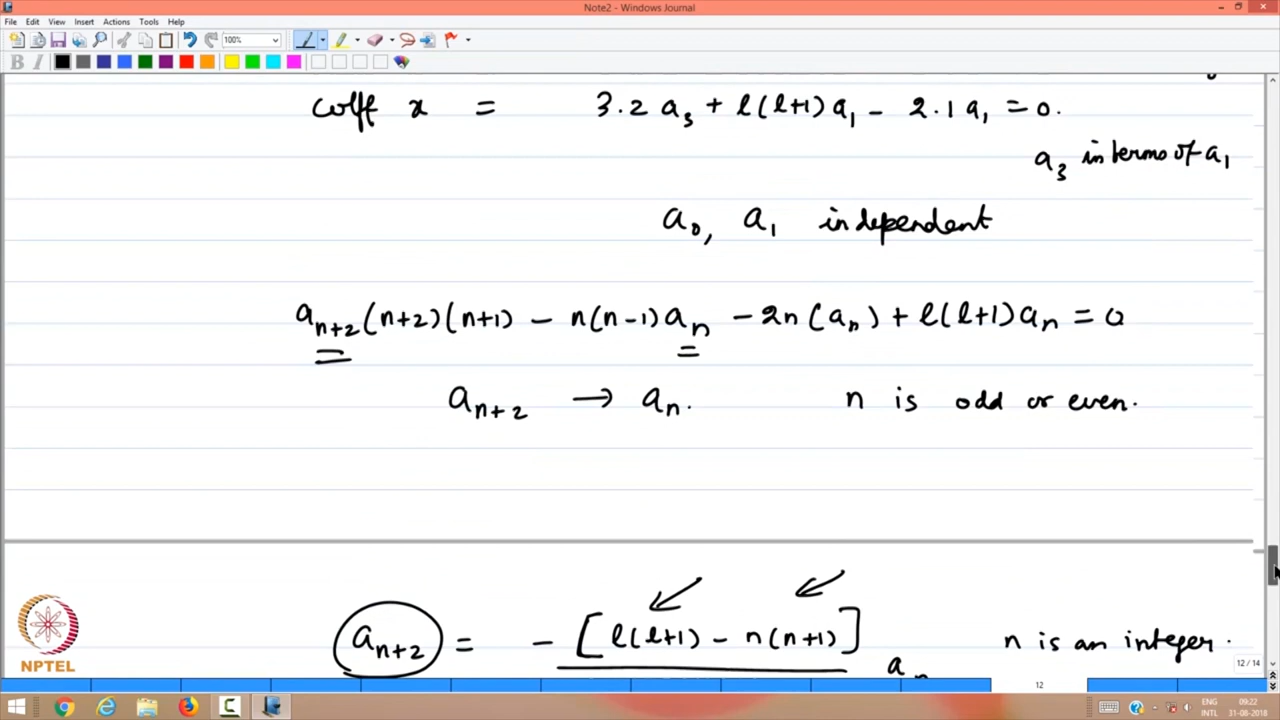 Note2 - Windows Journal
File Edit View Insert Actions Tools Help
100%
B I
coeff x = 3.2 a₃ + l(l+1)a₁ - 2.1 a₁ = 0.
a₃ in terms of a₁
a₀, a₁ independent
aₙ₊₂(n+2)(n+1) - n(n-1)aₙ - 2n(aₙ) + l(l+1)aₙ = 0
aₙ₊₂ → aₙ. n is odd or even.
aₙ₊₂ = - [l(l+1) - n(n+1)] aₙ n is an integer.
NPTEL
12 / 14
12
ENG 09:22
INTL 31-08-2018